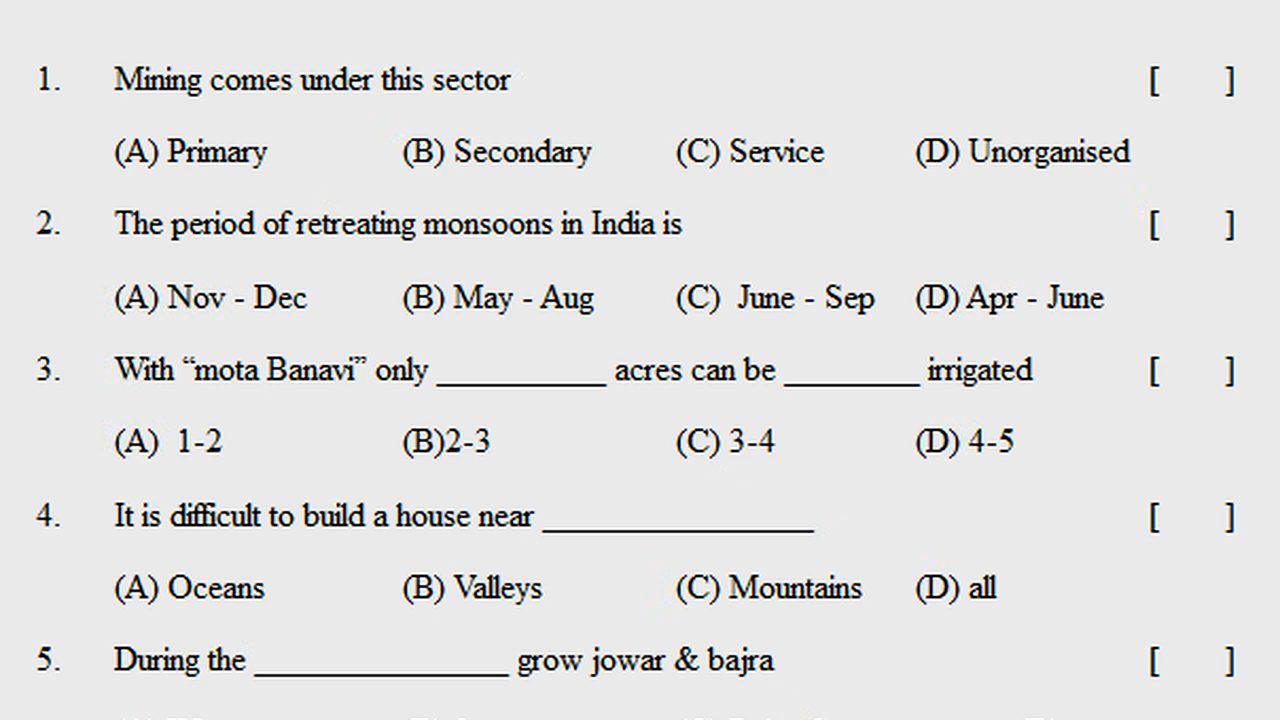 1. Mining comes under this sector [ ]
(A) Primary (B) Secondary (C) Service (D) Unorganised
2. The period of retreating monsoons in India is [ ]
(A) Nov - Dec (B) May - Aug (C) June - Sep (D) Apr - June
3. With “mota Banavi” only __________ acres can be ________ irrigated [ ]
(A) 1-2 (B)2-3 (C) 3-4 (D) 4-5
4. It is difficult to build a house near ________________ [ ]
(A) Oceans (B) Valleys (C) Mountains (D) all
5. During the _______________ grow jowar & bajra [ ]